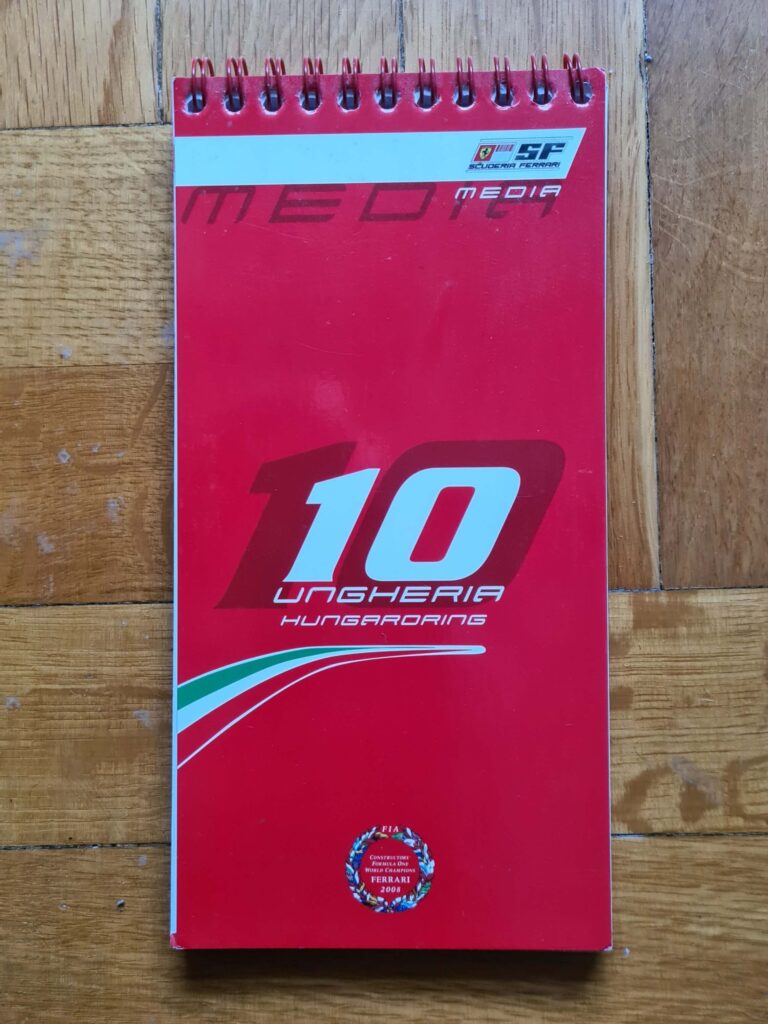 SF
SCUDERIA FERRARI
MEDIA
MEDIA
10
UNGHERIA
HUNGARORING
FIA
CONSTRUCTORS
FORMULA ONE
WORLD CHAMPIONS
FERRARI
2008